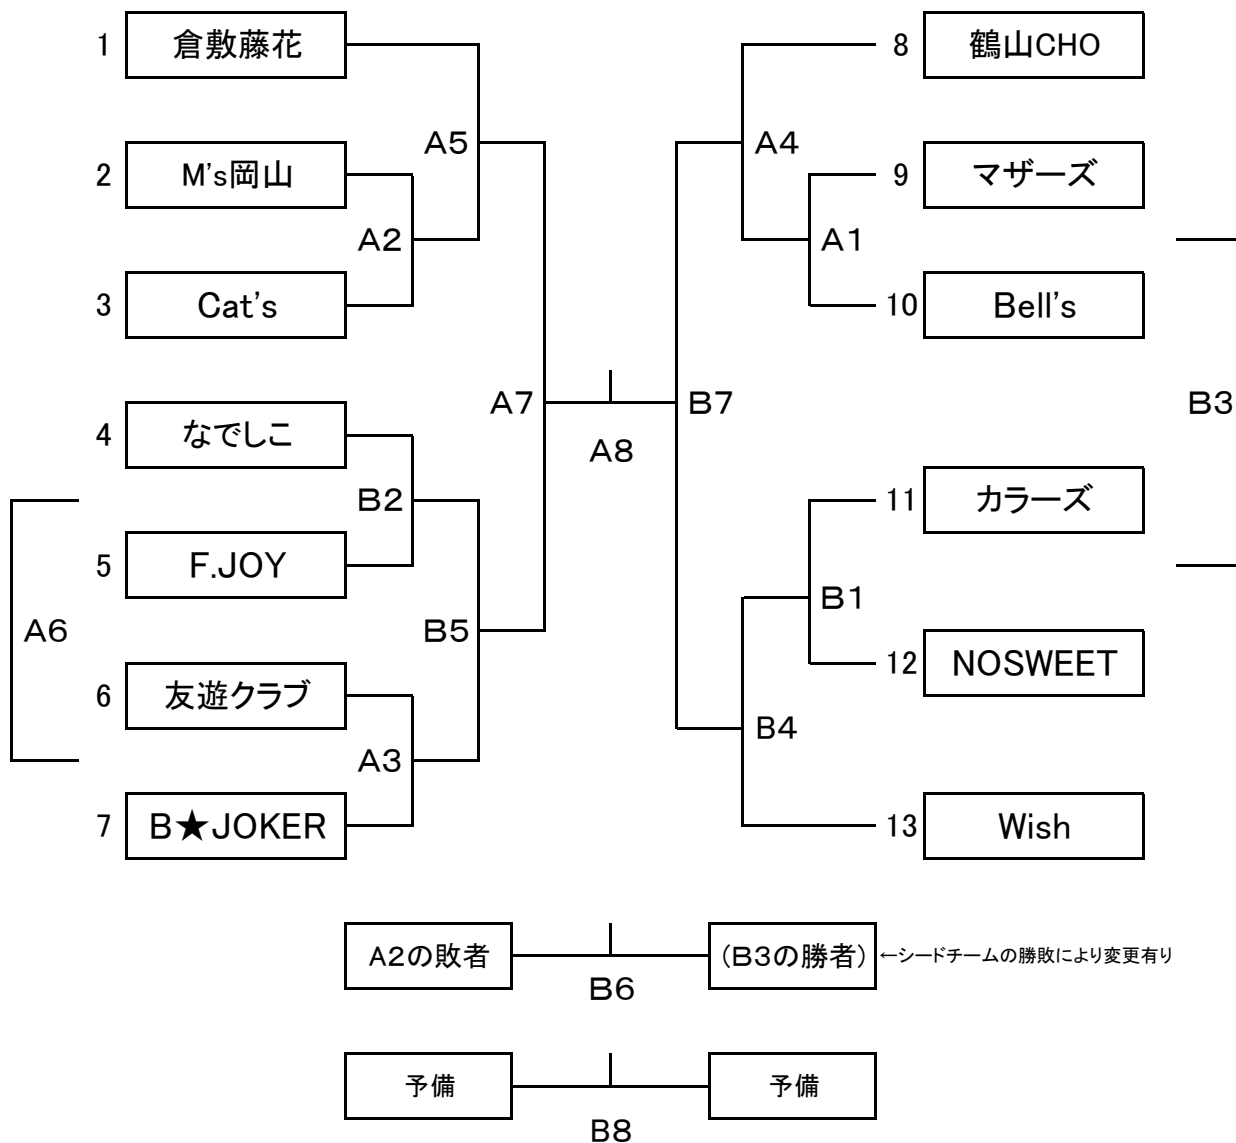 1 倉敷藤花
8 鶴山CHO
A5
A4
2 M's岡山
9 マザーズ
A2
A1
3 Cat's
10 Bell's
A7
B7
B3
4 なでしこ
A8
B2
11 カラーズ
5 F.JOY
B1
A6
B5
12 NOSWEET
6 友遊クラブ
B4
A3
7 B★JOKER
13 Wish
A2の敗者
(B3の勝者)
←シードチームの勝敗により変更有り
B6
予備
予備
B8